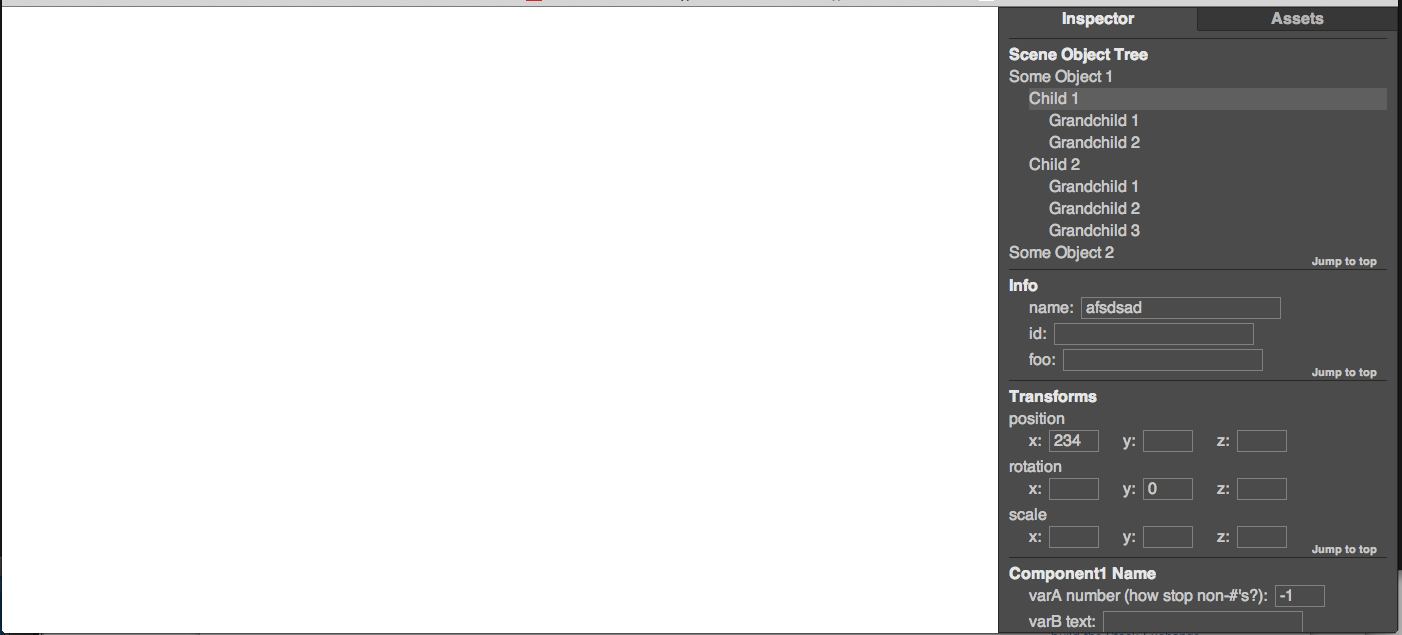 Inspector Assets
Scene Object Tree
Some Object 1
Child 1
Grandchild 1
Grandchild 2
Child 2
Grandchild 1
Grandchild 2
Grandchild 3
Some Object 2
Jump to top
Info
name: afsdsad
id:
foo:
Jump to top
Transforms
position
x: 234 y: z:
rotation
x: y: 0 z:
scale
x: y: z:
Jump to top
Component1 Name
varA number (how stop non-#'s?): -1
varB text: